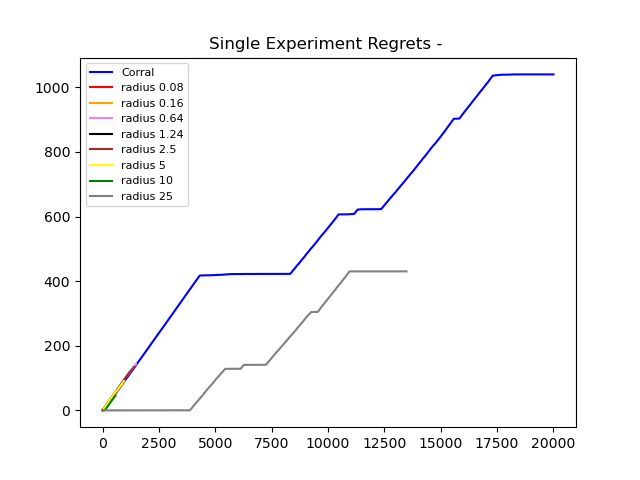 Single Experiment Regrets -
Corral
radius 0.08
radius 0.16
radius 0.64
radius 1.24
radius 2.5
radius 5
radius 10
radius 25
1000
800
600
400
200
0
0 2500 5000 7500 10000 12500 15000 17500 20000